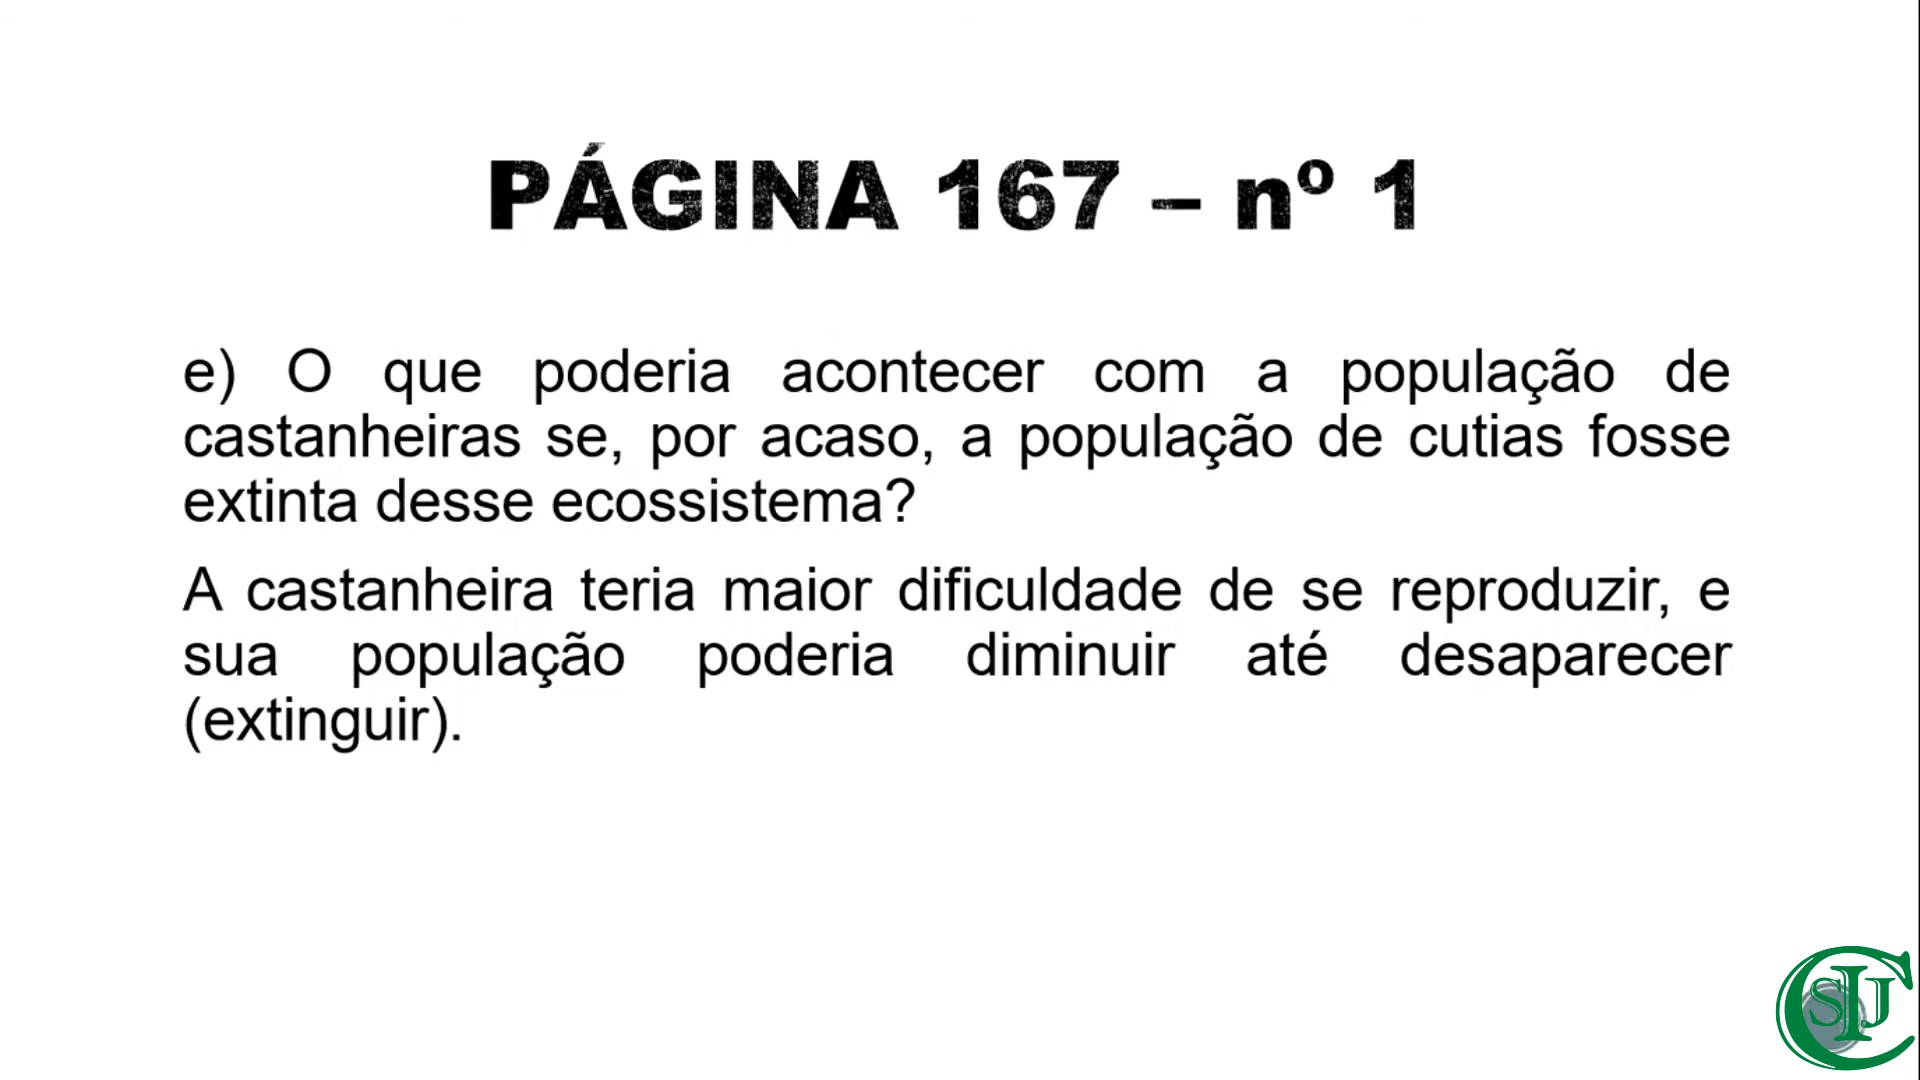 PÁGINA 167 – nº 1
e) O que poderia acontecer com a população de
castanheiras se, por acaso, a população de cutias fosse
extinta desse ecossistema?
A castanheira teria maior dificuldade de se reproduzir, e
sua população poderia diminuir até desaparecer
(extinguir).
CSIJ